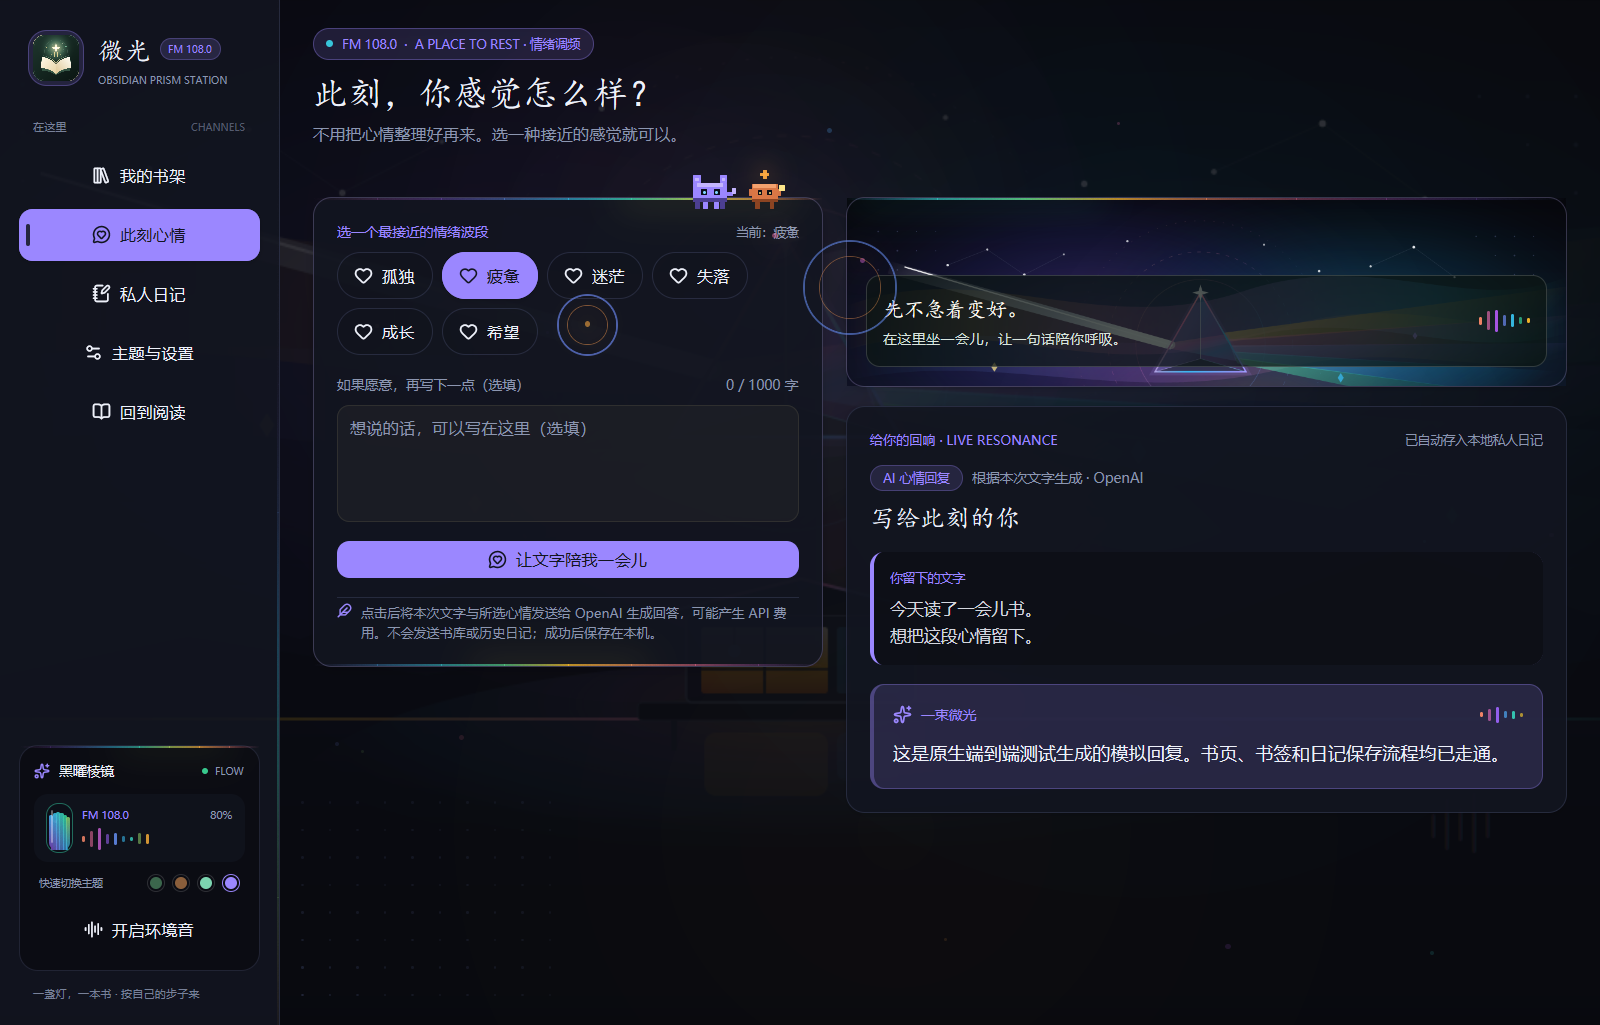 微光
FM 108.0
OBSIDIAN PRISM STATION
在这里
CHANNELS
我的书架
此刻心情
私人日记
主题与设置
回到阅读
黑曜棱镜
FLOW
FM 108.0
80%
快速切换主题
开启环境音
一盏灯，一本书 · 按自己的步子来
FM 108.0 · A PLACE TO REST · 情绪调频
此刻，你感觉怎么样？
不用把心情整理好再来。选一种接近的感觉就可以。
选一个最接近的情绪波段
当前：疲惫
孤独
疲惫
迷茫
失落
成长
希望
如果愿意，再写下一点（选填）
0 / 1000 字
想说的话，可以写在这里（选填）
让文字陪我一会儿
点击后将本次文字与所选心情发送给 OpenAI 生成回答，可能产生 API 费
用。不会发送书库或历史日记；成功后保存在本机。
先不急着变好。
在这里坐一会儿，让一句话陪你呼吸。
给你的回响 · LIVE RESONANCE
已自动存入本地私人日记
AI 心情回复
根据本次文字生成 · OpenAI
写给此刻的你
你留下的文字
今天读了一会儿书。
想把这段心情留下。
一束微光
这是原生端到端测试生成的模拟回复。书页、书签和日记保存流程均已走通。